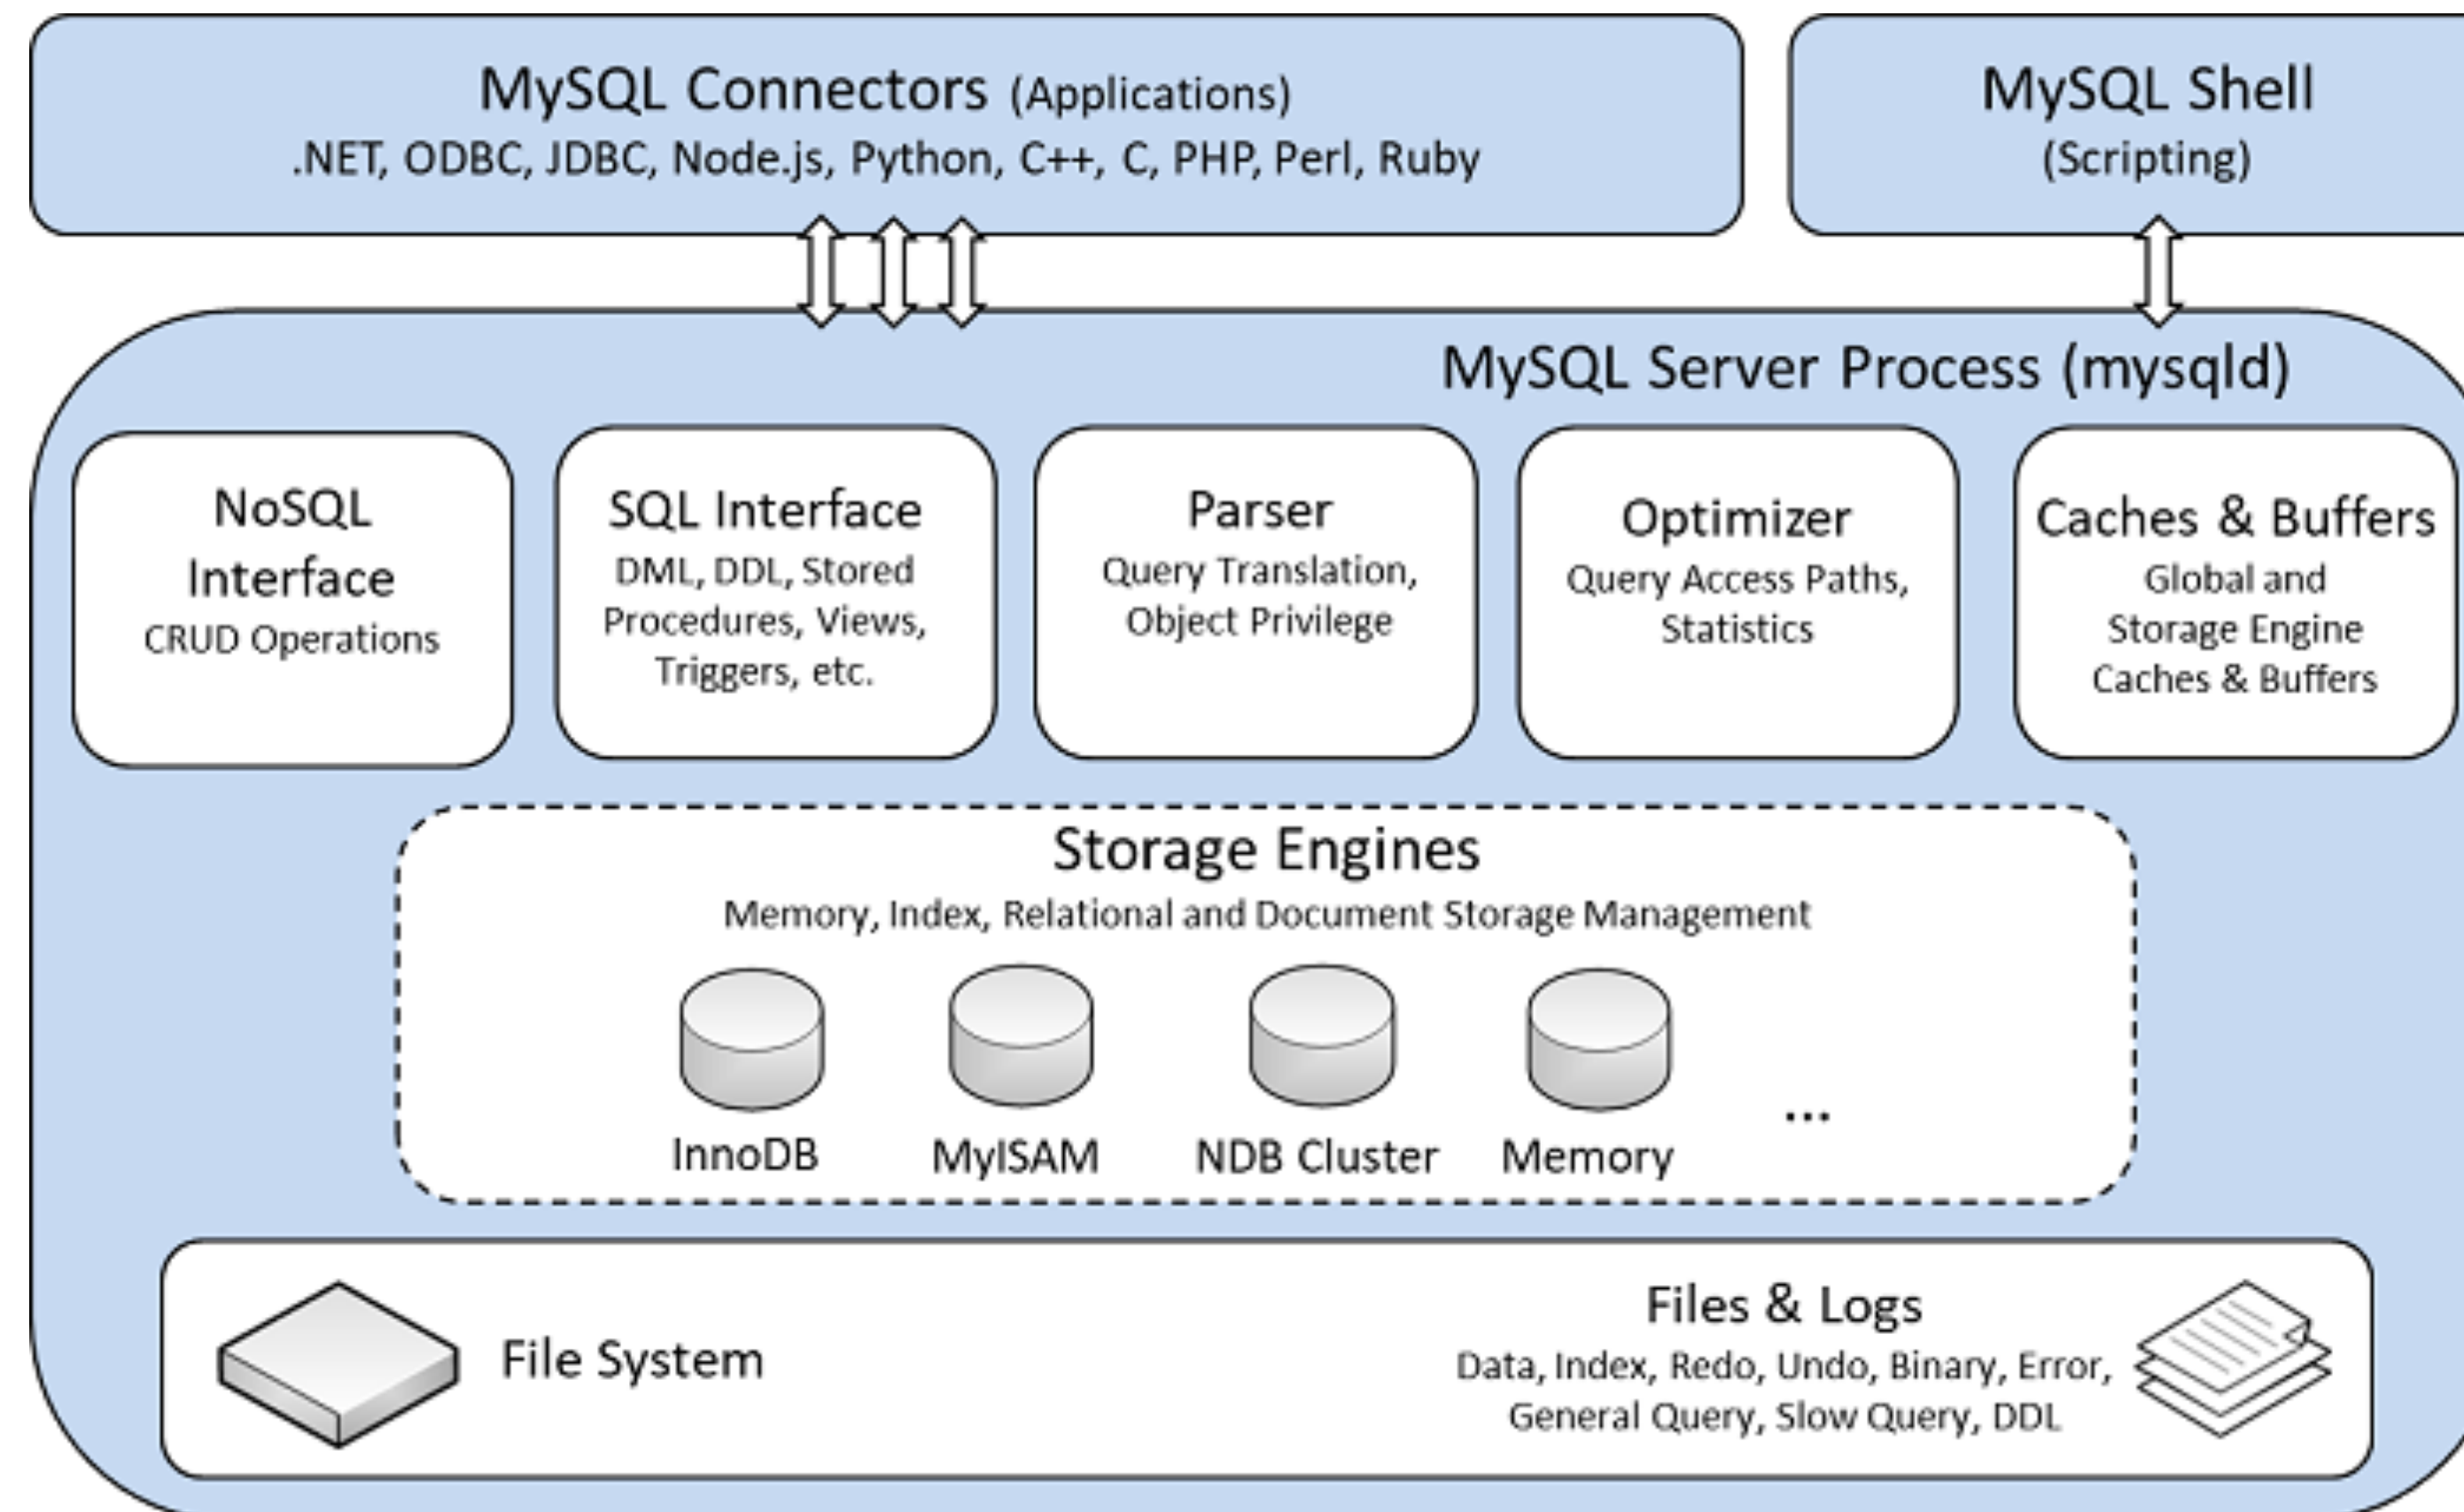 MySQL Connectors (Applications)
.NET, ODBC, JDBC, Node.js, Python, C++, C, PHP, Perl, Ruby
MySQL Shell
(Scripting)
MySQL Server Process (mysqld)
NoSQL
Interface
CRUD Operations
SQL Interface
DML, DDL, Stored
Procedures, Views,
Triggers, etc.
Parser
Query Translation,
Object Privilege
Optimizer
Query Access Paths,
Statistics
Caches & Buffers
Global and
Storage Engine
Caches & Buffers
Storage Engines
Memory, Index, Relational and Document Storage Management
InnoDB
MyISAM
NDB Cluster
Memory
...
File System
Files & Logs
Data, Index, Redo, Undo, Binary, Error,
General Query, Slow Query, DDL